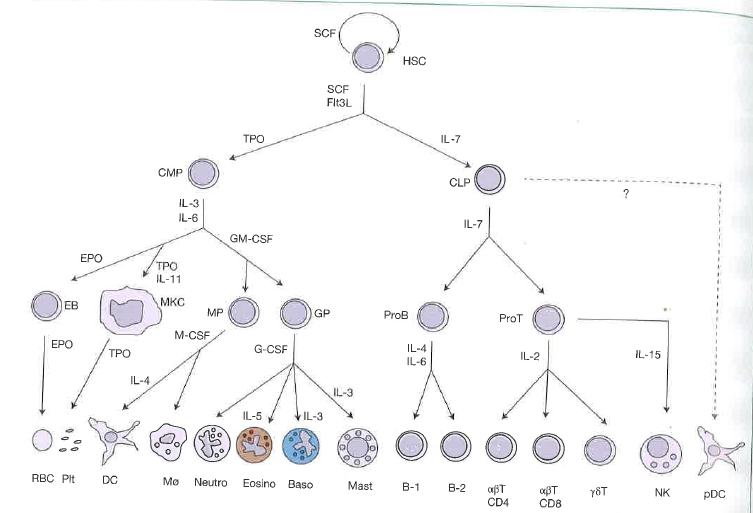 SCF
HSC
SCF
Flt3L
TPO
IL-7
CMP
CLP
?
IL-3
IL-6
IL-7
GM-CSF
EPO
TPO
IL-11
EB
MKC
MP
GP
ProB
ProT
M-CSF
EPO
TPO
G-CSF
IL-4
IL-6
IL-2
IL-15
IL-4
IL-3
IL-5
IL-3
RBC Plt DC Mø Neutro Eosino Baso Mast B-1 B-2 αβT αβT γδT NK pDC
CD4 CD8